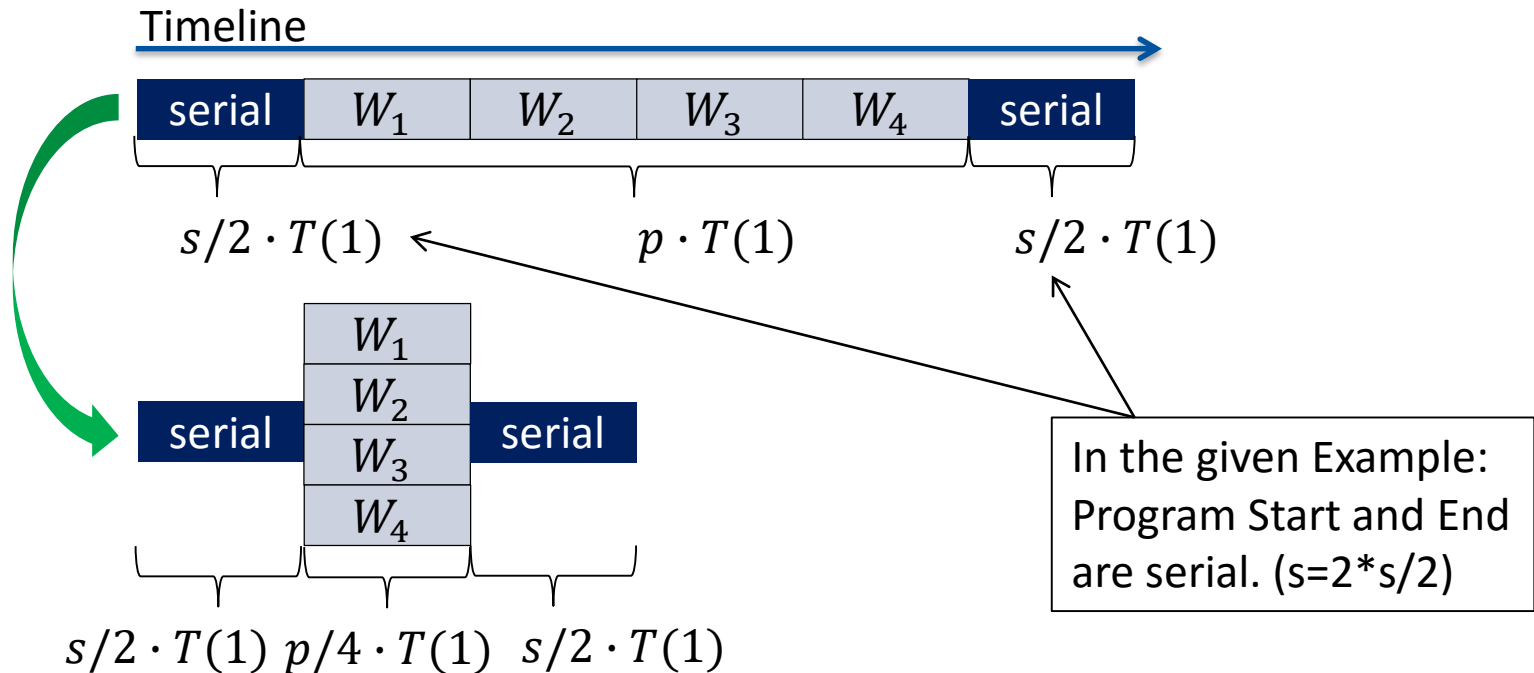 Timeline
serial W₁ W₂ W₃ W₄ serial
s/2 · T(1) p · T(1) s/2 · T(1)
W₁
W₂
serial serial
W₃
W₄
In the given Example:
Program Start and End
are serial. (s=2*s/2)
s/2 · T(1) p/4 · T(1) s/2 · T(1)